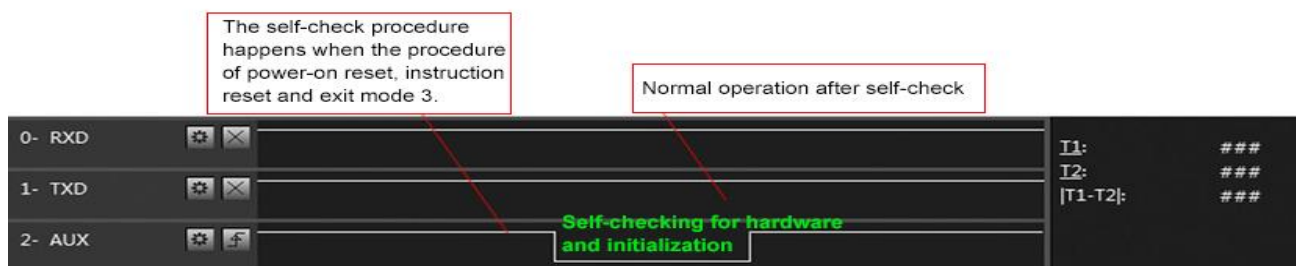 The self-check procedure
happens when the procedure
of power-on reset, instruction
reset and exit mode 3.
Normal operation after self-check
0- RXD
T1: ###
1- TXD
T2: ###
|T1-T2|: ###
2- AUX
Self-checking for hardware
and initialization